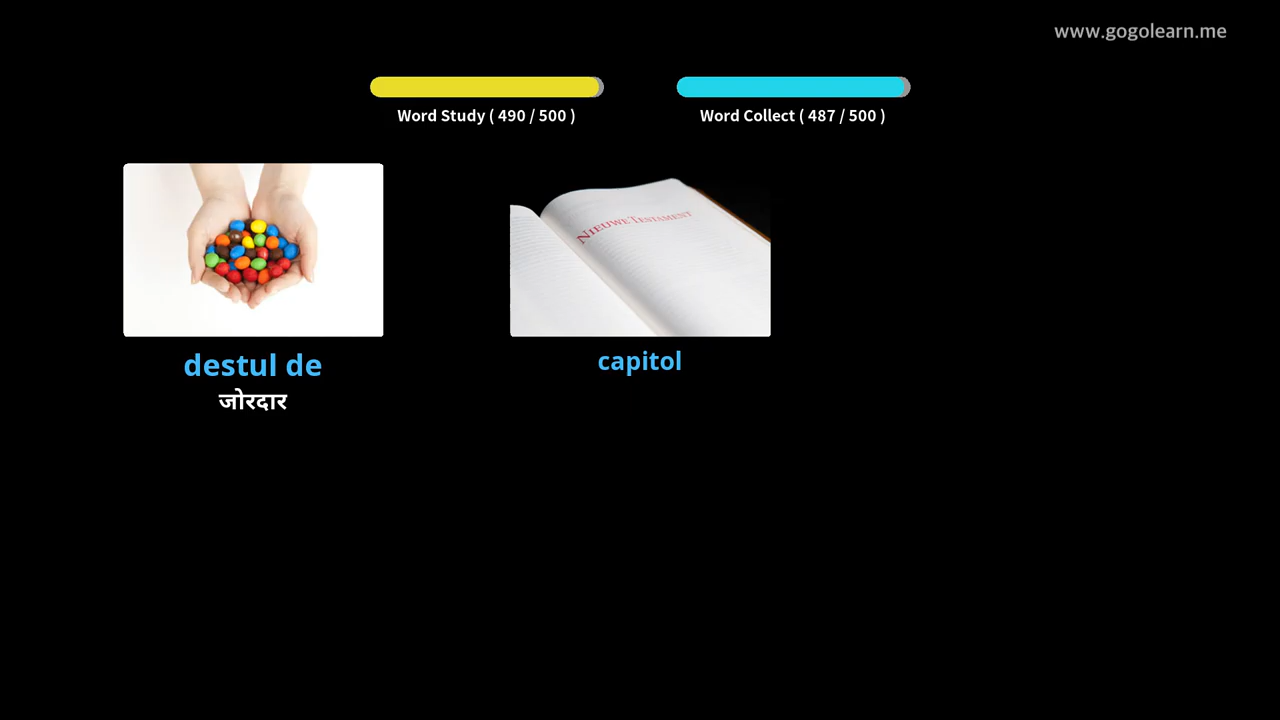 www.gogolearn.me
Word Study ( 490 / 500 )
Word Collect ( 487 / 500 )
NIEUWE TESTAMENT
destul de
जोरदार
capitol